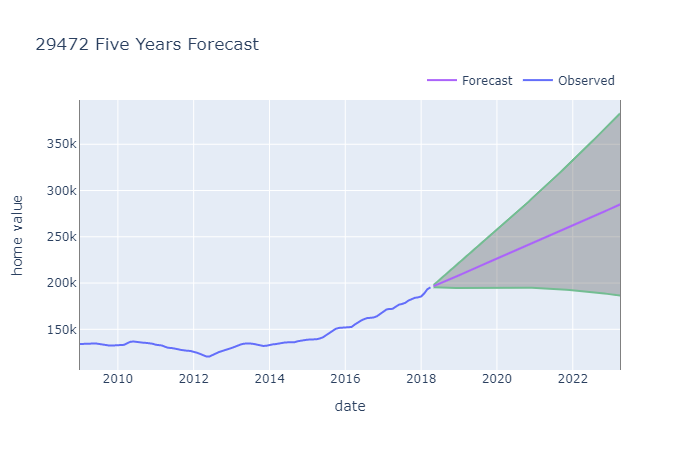 29472 Five Years Forecast
Forecast
Observed
home value
350k
300k
250k
200k
150k
2010
2012
2014
2016
2018
2020
2022
date